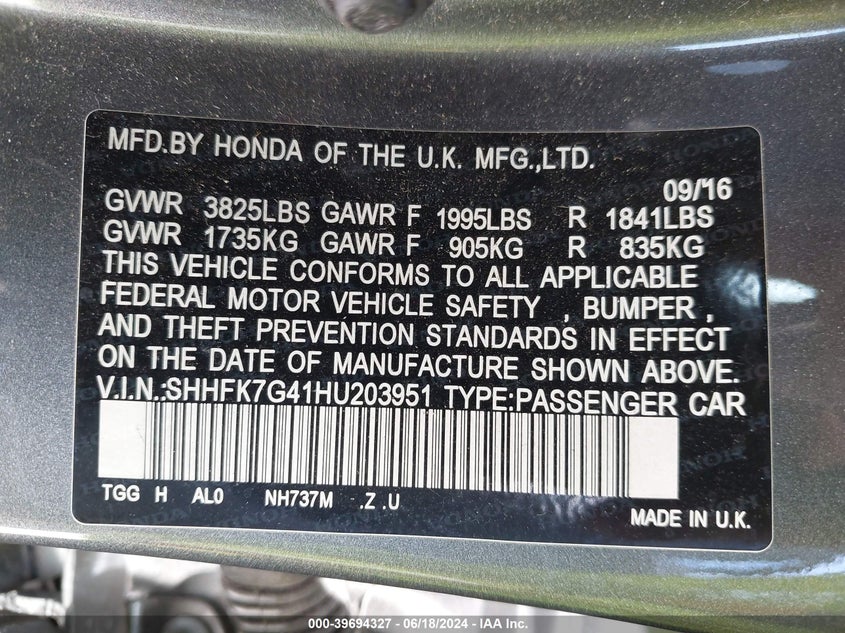 MFD.BY HONDA OF THE U.K. MFG.,LTD.
09/16
GVWR 3825LBS GAWR F 1995LBS R 1841LBS
GVWR 1735KG GAWR F 905KG R 835KG
THIS VEHICLE CONFORMS TO ALL APPLICABLE
FEDERAL MOTOR VEHICLE SAFETY , BUMPER ,
AND THEFT PREVENTION STANDARDS IN EFFECT
ON THE DATE OF MANUFACTURE SHOWN ABOVE.
V.I.N.:SHHFK7G41HU203951 TYPE:PASSENGER CAR
TGG H AL0 NH737M .Z .U
MADE IN U.K.
000-39694327 - 06/18/2024 - IAA Inc.